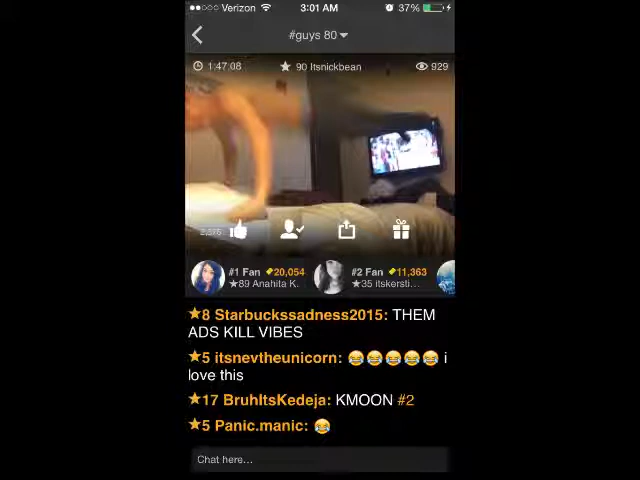 Verizon 3:01 AM 37%
#guys 80
1:47:08 90 Itsnickbean 929
2,575
#1 Fan 20,054 #2 Fan 11,363
★89 Anahita K. ★35 itskersti...
★8 Starbuckssadness2015: THEM
ADS KILL VIBES
★5 itsnevtheunicorn: 😂😂😂😂😂 i
love this
★17 BruhItsKedeja: KMOON #2
★5 Panic.manic: 😂
Chat here...